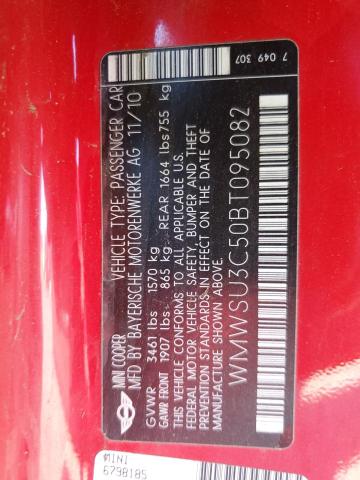 MINI COOPER VEHICLE TYPE: PASSENGER CAR
MFD BY BAYERISCHE MOTORENWERKE AG 11/10
GVWR 3461 lbs 1570 kg
GAWR FRONT 1907 lbs 865 kg REAR 1664 lbs755 kg
THIS VEHICLE CONFORMS TO ALL APPLICABLE U.S.
FEDERAL MOTOR VEHICLE SAFETY, BUMPER AND THEFT
PREVENTION STANDARDS IN EFFECT ON THE DATE OF
MANUFACTURE SHOWN ABOVE.
WMWSU3C50BT095082
7 049 307
MINI
6798185